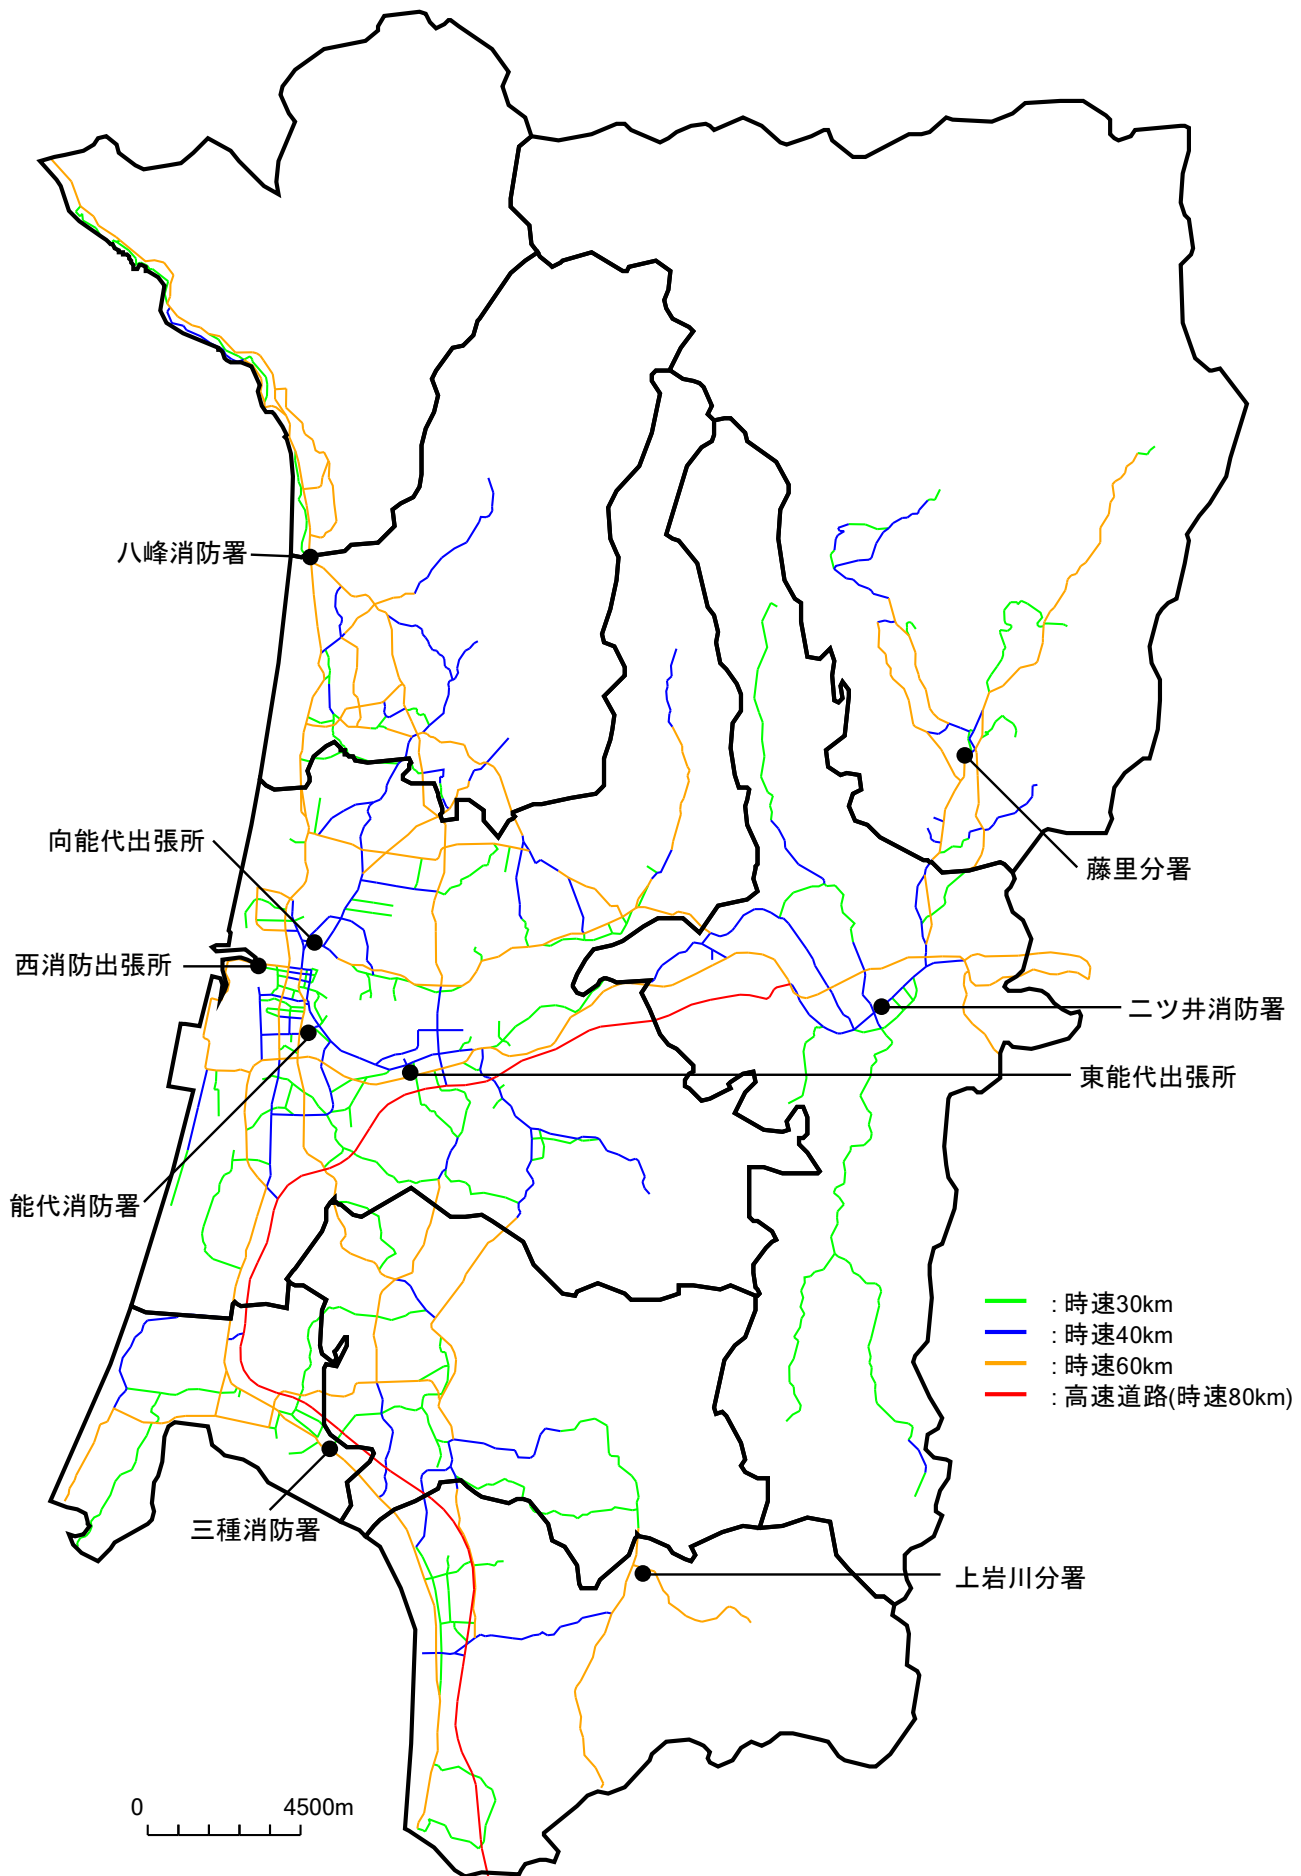 八峰消防署
向能代出張所
藤里分署
西消防出張所
二ツ井消防署
東能代出張所
能代消防署
: 時速30km
: 時速40km
: 時速60km
: 高速道路(時速80km)
三種消防署
上岩川分署
0 4500m